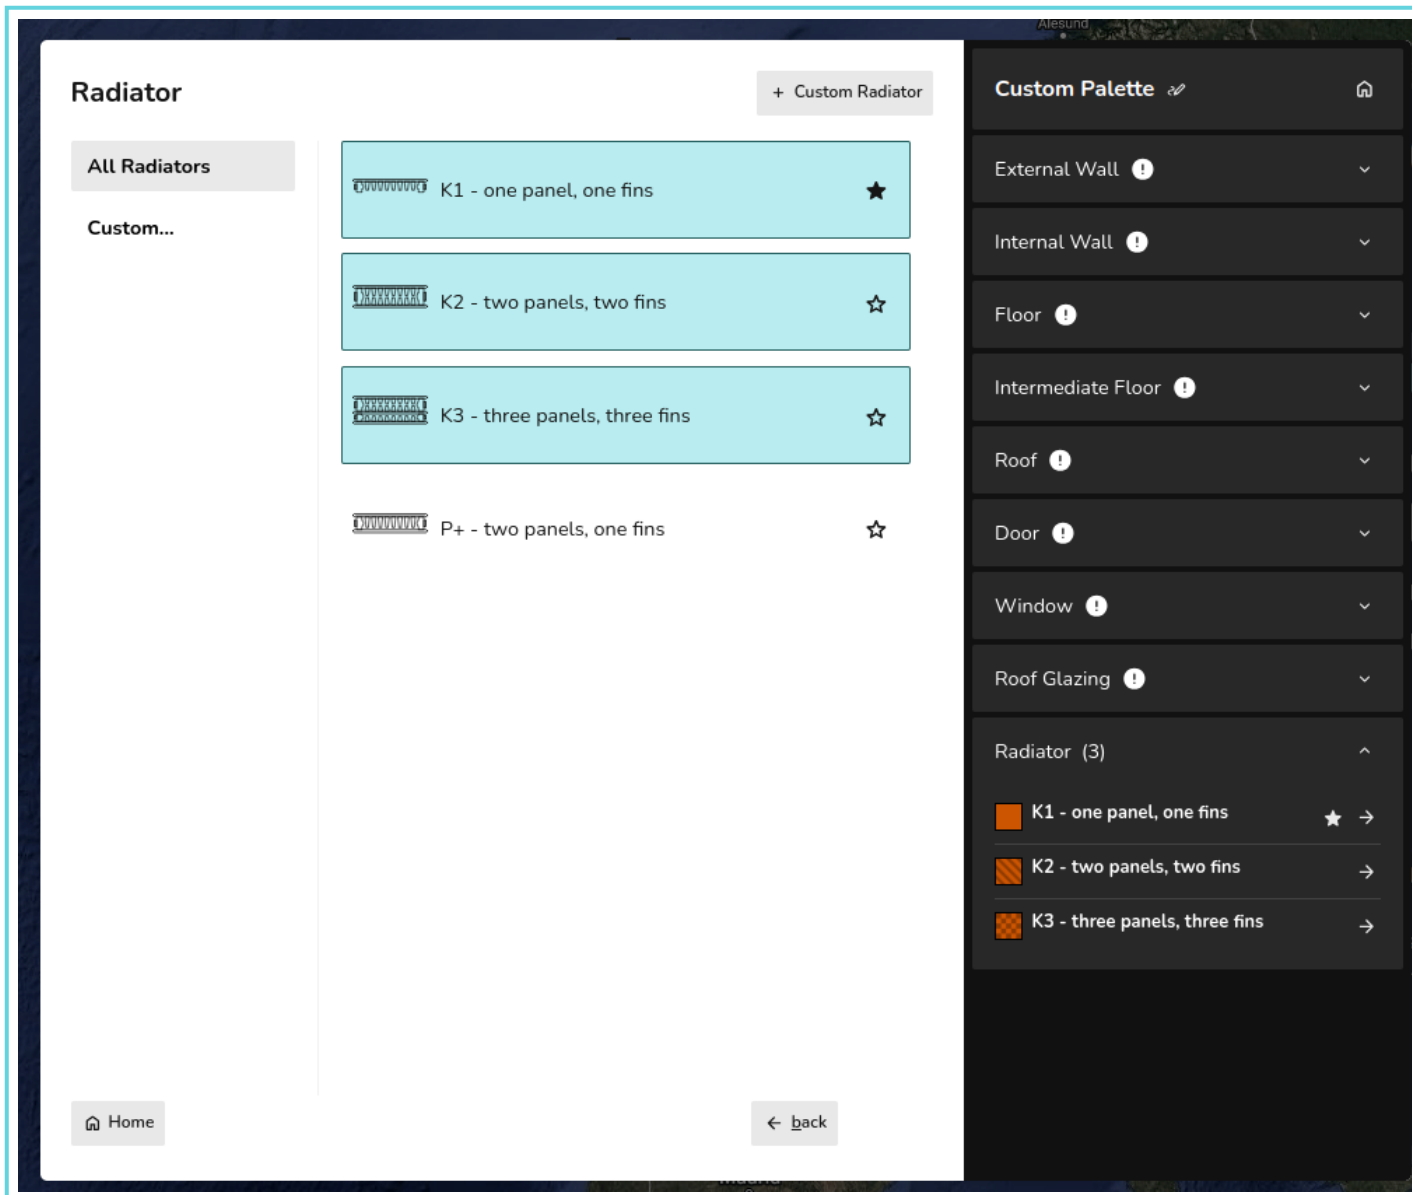 Ålesund
Radiator
+ Custom Radiator
All Radiators
Custom...
K1 - one panel, one fins
K2 - two panels, two fins
K3 - three panels, three fins
P+ - two panels, one fins
Home
← back
Custom Palette
External Wall !
Internal Wall !
Floor !
Intermediate Floor !
Roof !
Door !
Window !
Roof Glazing !
Radiator (3)
K1 - one panel, one fins
K2 - two panels, two fins
K3 - three panels, three fins